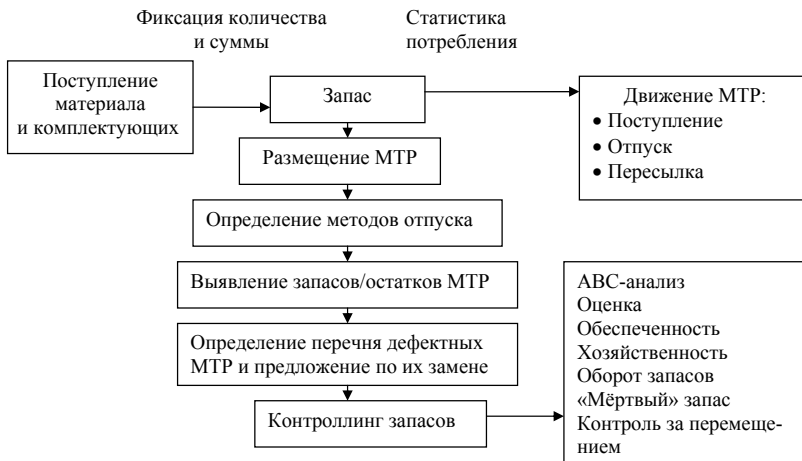 Фиксация количества
и суммы
Статистика
потребления
Поступление
материала
и комплектующих
Запас
Движение МТР:
• Поступление
• Отпуск
• Пересылка
Размещение МТР
Определение методов отпуска
Выявление запасов/остатков МТР
Определение перечня дефектных
МТР и предложение по их замене
Контроллинг запасов
АВС-анализ
Оценка
Обеспеченность
Хозяйственность
Оборот запасов
«Мёртвый» запас
Контроль за перемеще-
нием